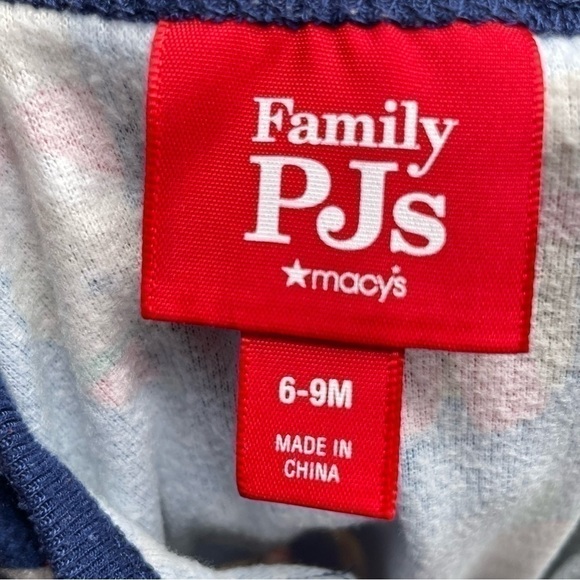 Family
PJs
★macy's
6-9M
MADE IN
CHINA